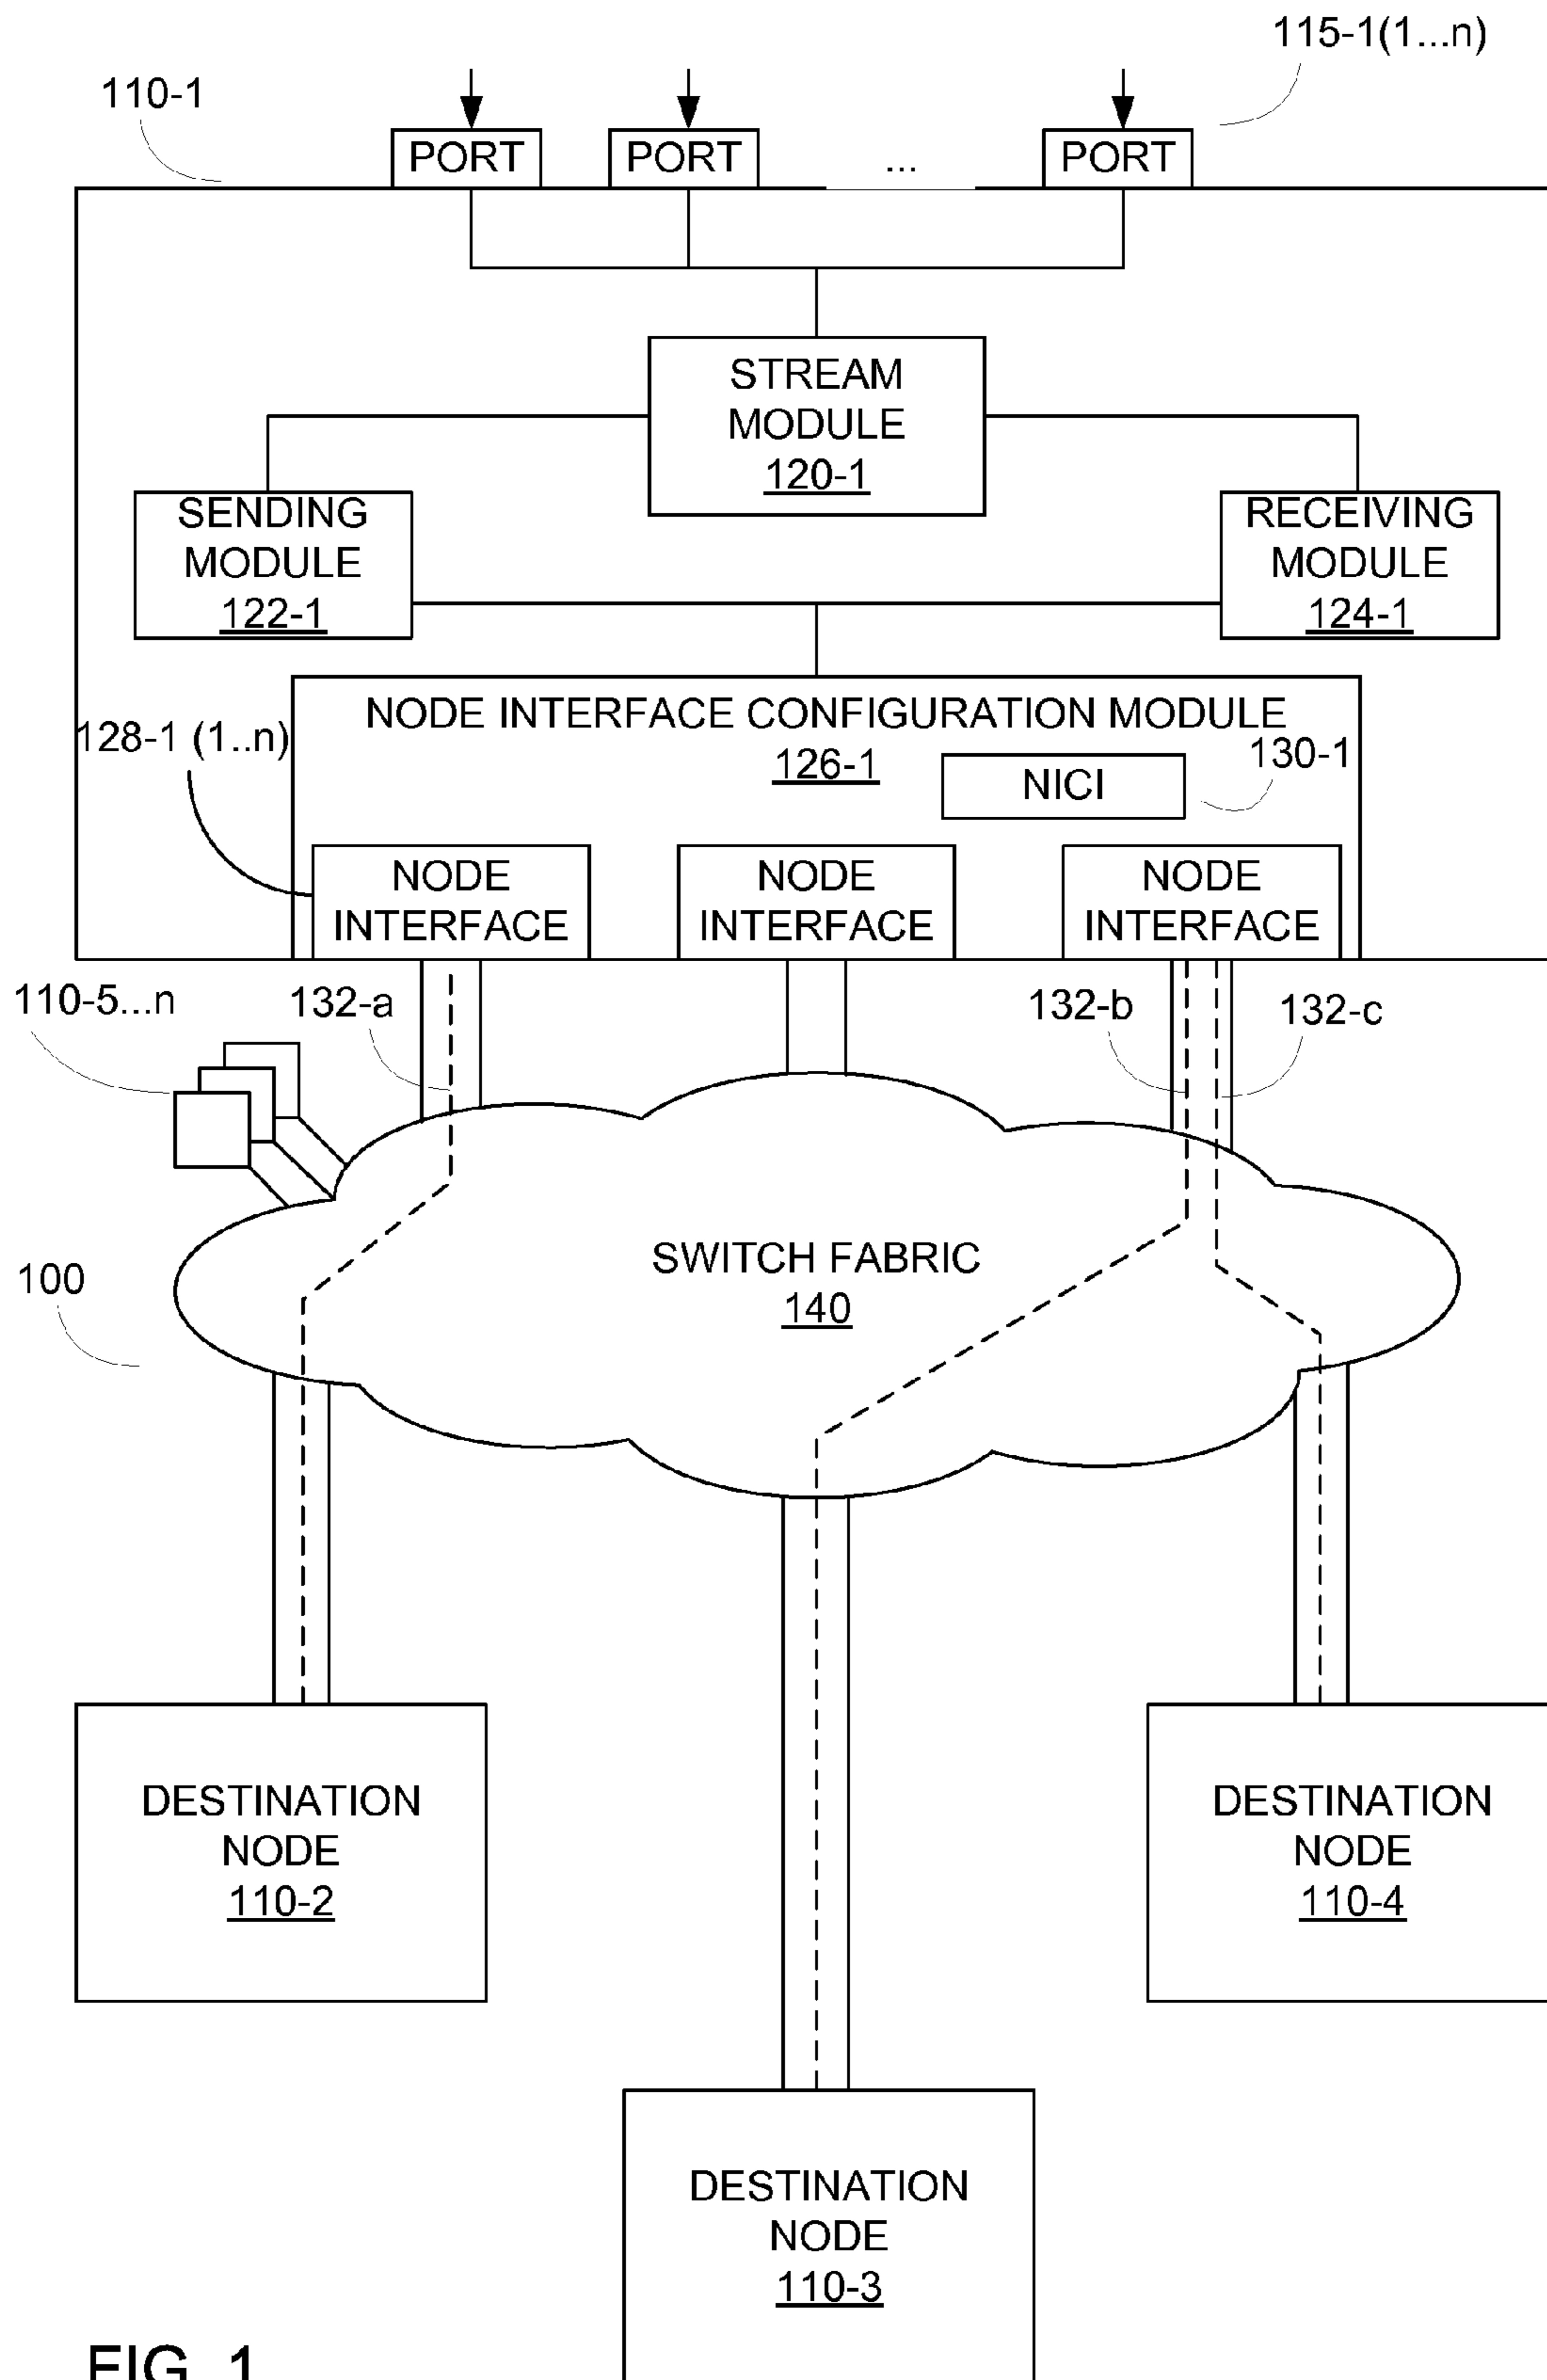 115-1(1...n)
110-1
PORT
PORT
...
PORT
STREAM
MODULE
120-1
SENDING
MODULE
122-1
RECEIVING
MODULE
124-1
NODE INTERFACE CONFIGURATION MODULE
126-1
128-1 (1..n)
130-1
NICI
NODE
INTERFACE
NODE
INTERFACE
NODE
INTERFACE
110-5...n
132-a
132-b
132-c
SWITCH FABRIC
140
100
DESTINATION
NODE
110-2
DESTINATION
NODE
110-4
DESTINATION
NODE
110-3
FIG. 1